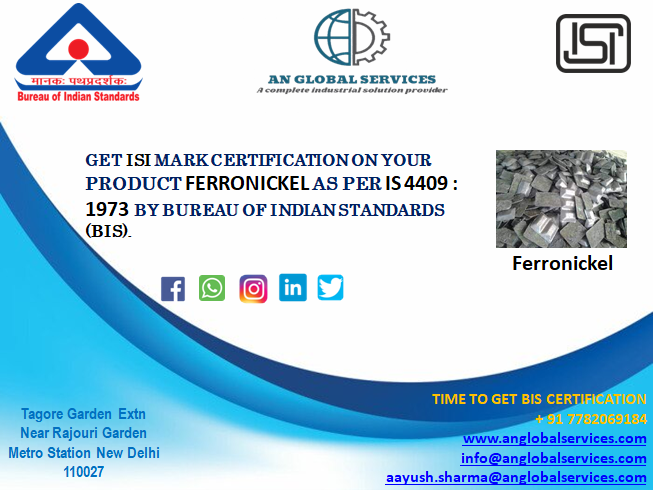 मानकः पथप्रदर्शकः
Bureau of Indian Standards
AN GLOBAL SERVICES
A complete industrial solution provider
ISI
GET ISI MARK CERTIFICATION ON YOUR
PRODUCT FERRONICKEL AS PER IS 4409 :
1973 BY BUREAU OF INDIAN STANDARDS
(BIS).
Ferronickel
Tagore Garden Extn
Near Rajouri Garden
Metro Station New Delhi
110027
TIME TO GET BIS CERTIFICATION
+ 91 7782069184
www.anglobalservices.com
info@anglobalservices.com
aayush.sharma@anglobalservices.com